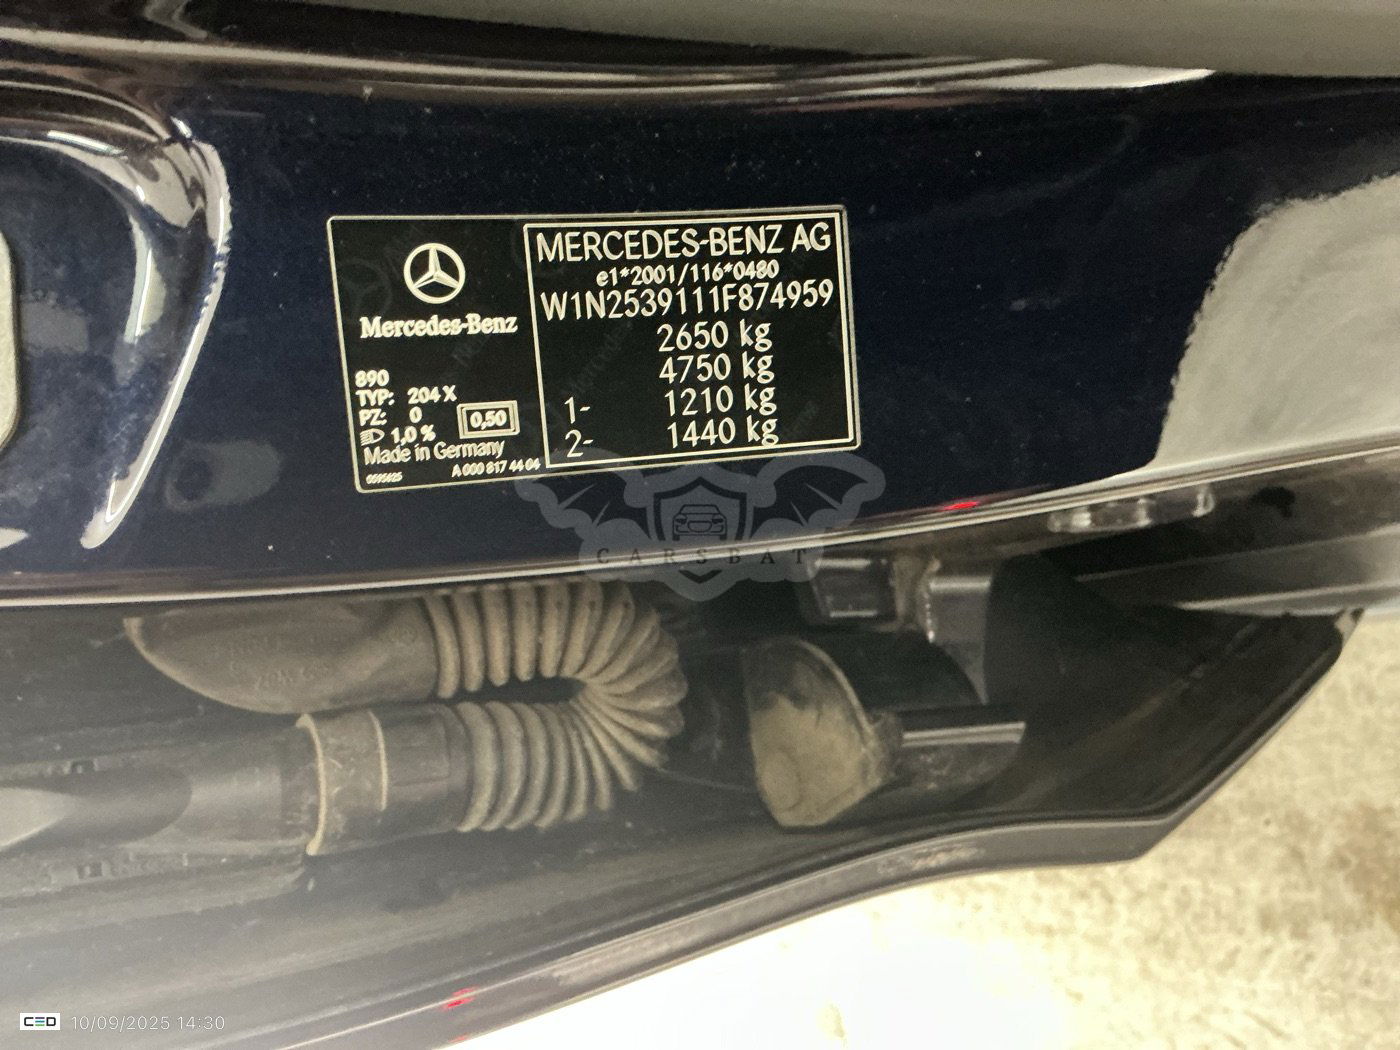 Mercedes-Benz
890
TYP: 204 X
PZ: 0
0,50
1,0 %
Made in Germany
A 000 817 44 04
MERCEDES-BENZ AG
e1*2001/116*0480
W1N2539111F874959
2650 kg
4750 kg
1- 1210 kg
2- 1440 kg
CARSBAT
CED 10/09/2025 14:30